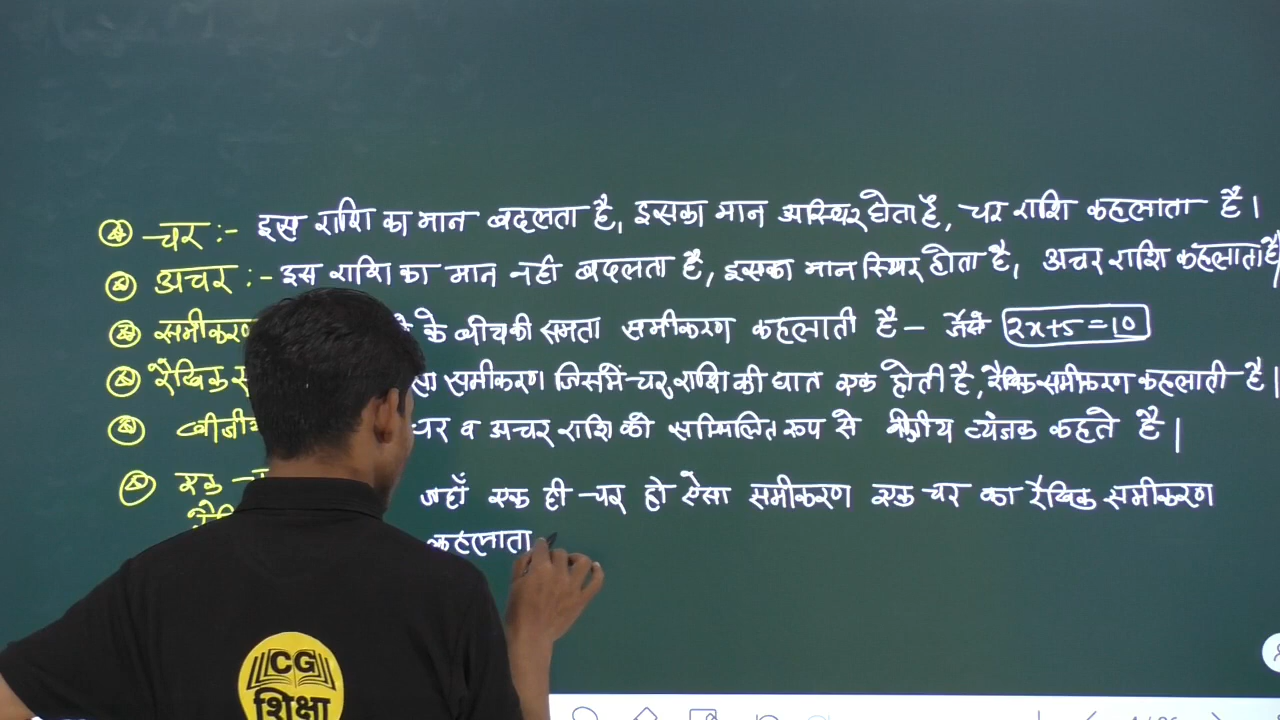 चर :- इस राशि का मान बदलता है, इसका मान अस्थिर होता है, चर राशि कहलाता है।
अचर :- इस राशि का मान नही बदलता है, इसका मान स्थिर होता है, अचर राशि कहलाता है
समीकरण के बीच की समता समीकरण कहलाती है – जैसे 2x+5=10
रैखिक स समीकरण जिसमें चर राशि की घात एक होती है, रैखिक समीकरण कहलाती है।
चर व अचर राशि को सम्मिलित रूप से बीजीय व्यंजक कहते है।
एक जहाँ एक ही चर हो ऐसा समीकरण एक चर का रैखिक समीकरण
कहलाता
CG
शिक्षा